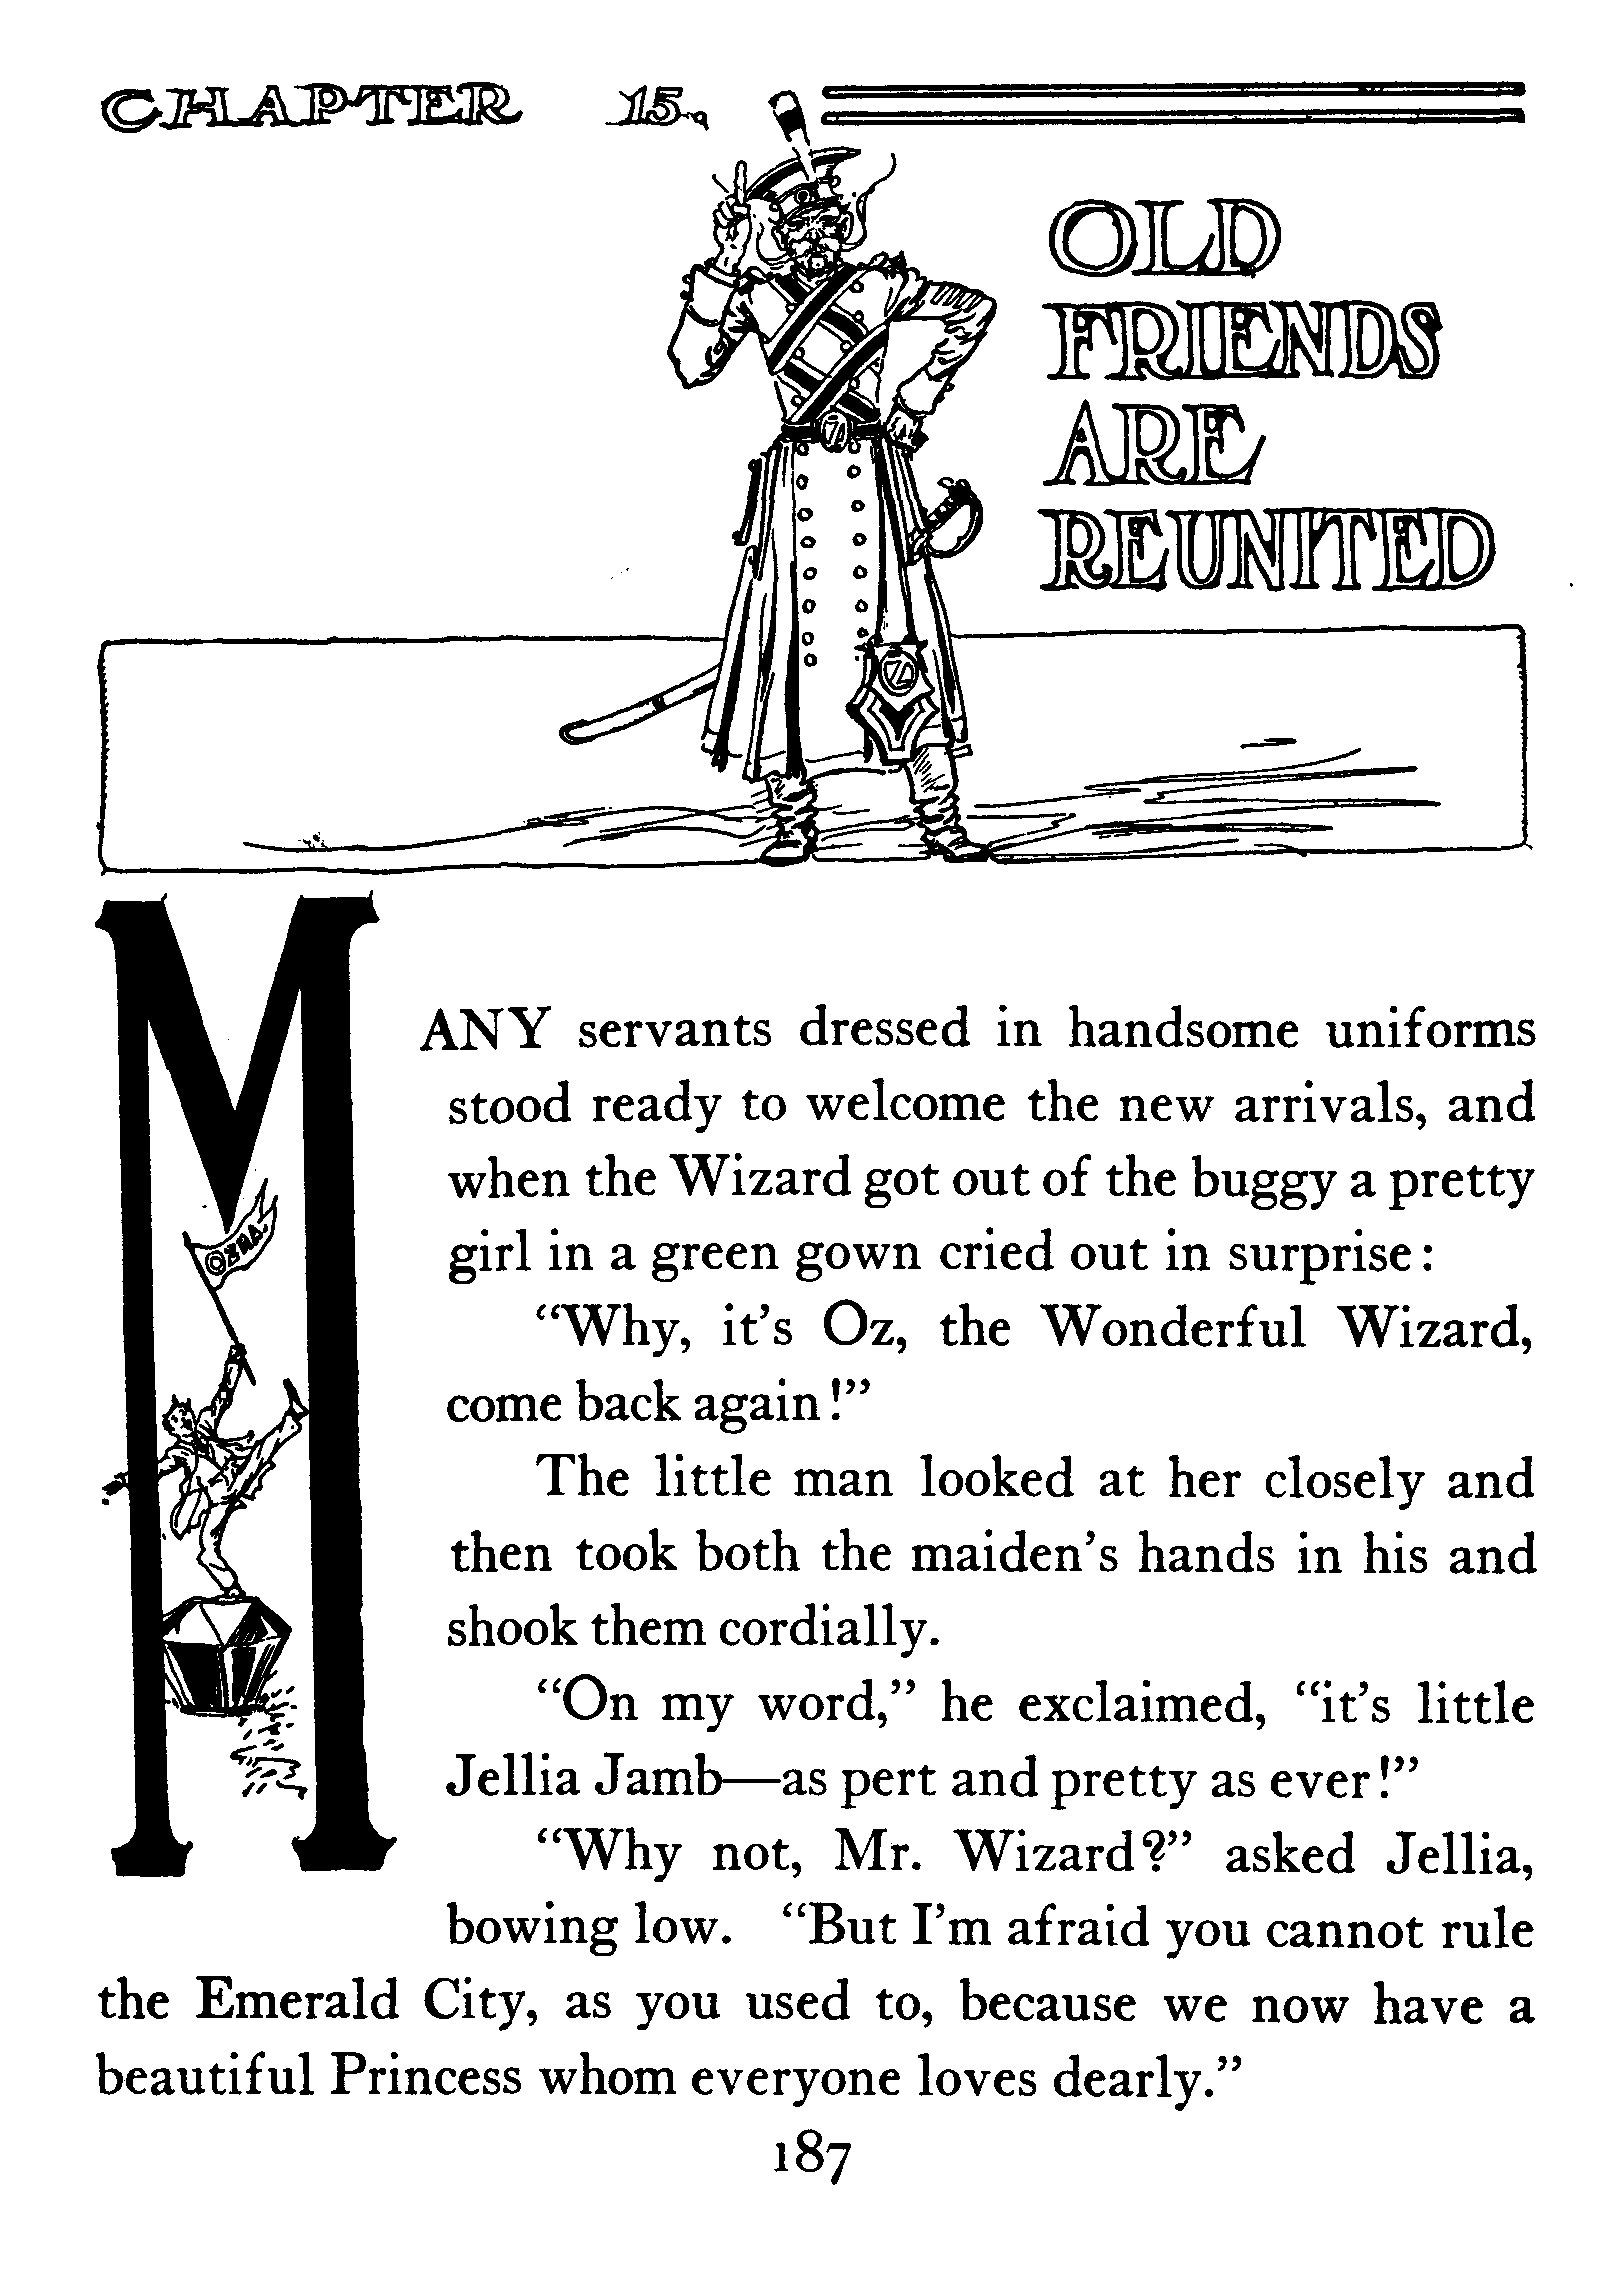 CHAPTER 15.
OLD
FRIENDS
ARE
REUNITED
OZ
OZ
OZMA
MANY servants dressed in handsome uniforms
stood ready to welcome the new arrivals, and
when the Wizard got out of the buggy a pretty
girl in a green gown cried out in surprise:
“Why, it’s Oz, the Wonderful Wizard,
come back again!”
The little man looked at her closely and
then took both the maiden’s hands in his and
shook them cordially.
“On my word,” he exclaimed, “it’s little
Jellia Jamb—as pert and pretty as ever!”
“Why not, Mr. Wizard?” asked Jellia,
bowing low. “But I’m afraid you cannot rule
the Emerald City, as you used to, because we now have a
beautiful Princess whom everyone loves dearly.”
187